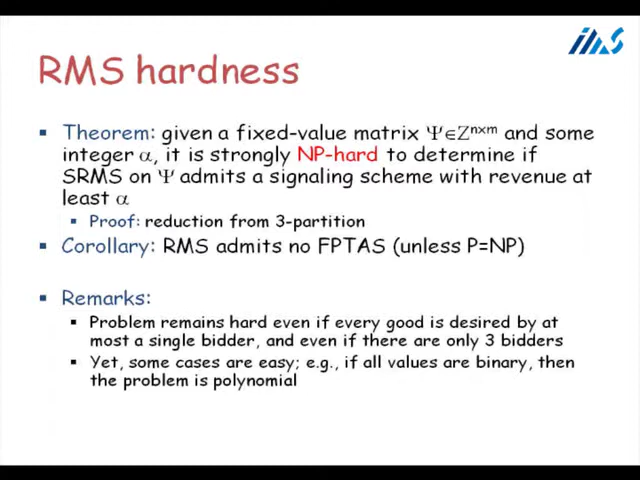 ims
RMS hardness
▪ Theorem: given a fixed-value matrix Ψ∈Zⁿˣᵐ and some
integer α, it is strongly NP-hard to determine if
SRMS on Ψ admits a signaling scheme with revenue at
least α
▪ Proof: reduction from 3-partition
▪ Corollary: RMS admits no FPTAS (unless P=NP)
▪ Remarks:
▪ Problem remains hard even if every good is desired by at
most a single bidder, and even if there are only 3 bidders
▪ Yet, some cases are easy; e.g., if all values are binary, then
the problem is polynomial